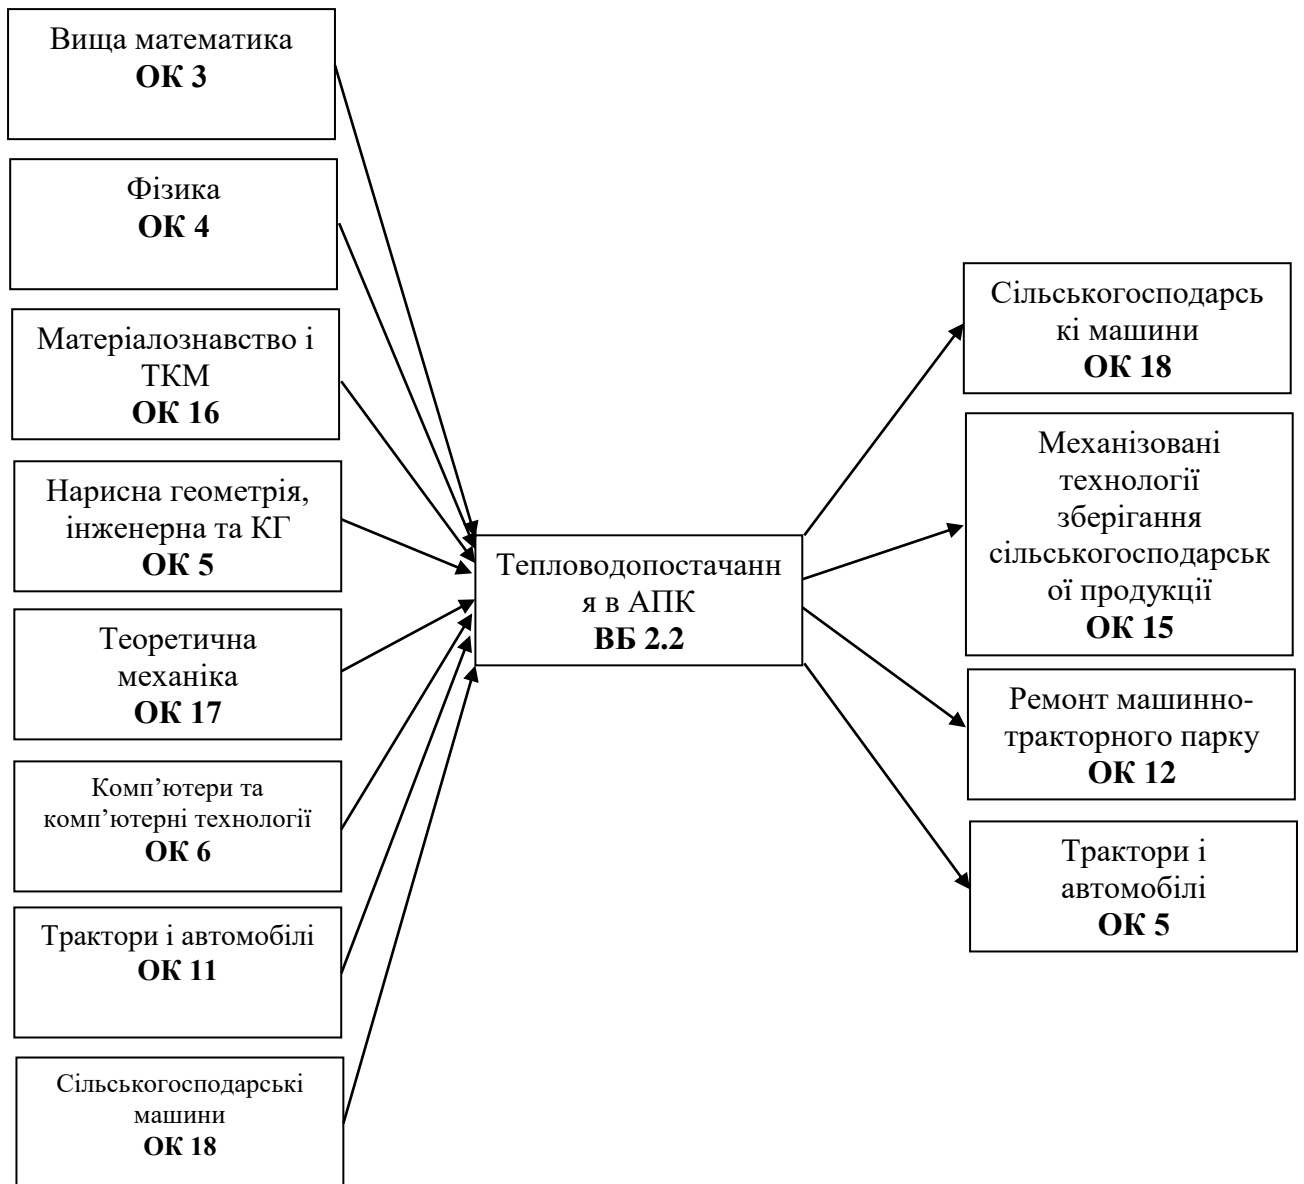 Вища математика
ОК 3
Фізика
ОК 4
Матеріалознавство і
ТКМ
ОК 16
Нарисна геометрія,
інженерна та КГ
ОК 5
Теоретична
механіка
ОК 17
Комп’ютери та
комп’ютерні технології
ОК 6
Трактори і автомобілі
ОК 11
Сільськогосподарські
машини
ОК 18
Тепловодопостачанн
я в АПК
ВБ 2.2
Сільськогосподарсь
кі машини
ОК 18
Механізовані
технології
зберігання
сільськогосподарськ
ої продукції
ОК 15
Ремонт машинно-
тракторного парку
ОК 12
Трактори і
автомобілі
ОК 5